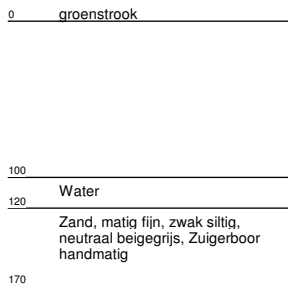 0 groenstrook
100
Water
120
Zand, matig fijn, zwak siltig,
neutraal beigegrijs, Zuigerboor
handmatig
170